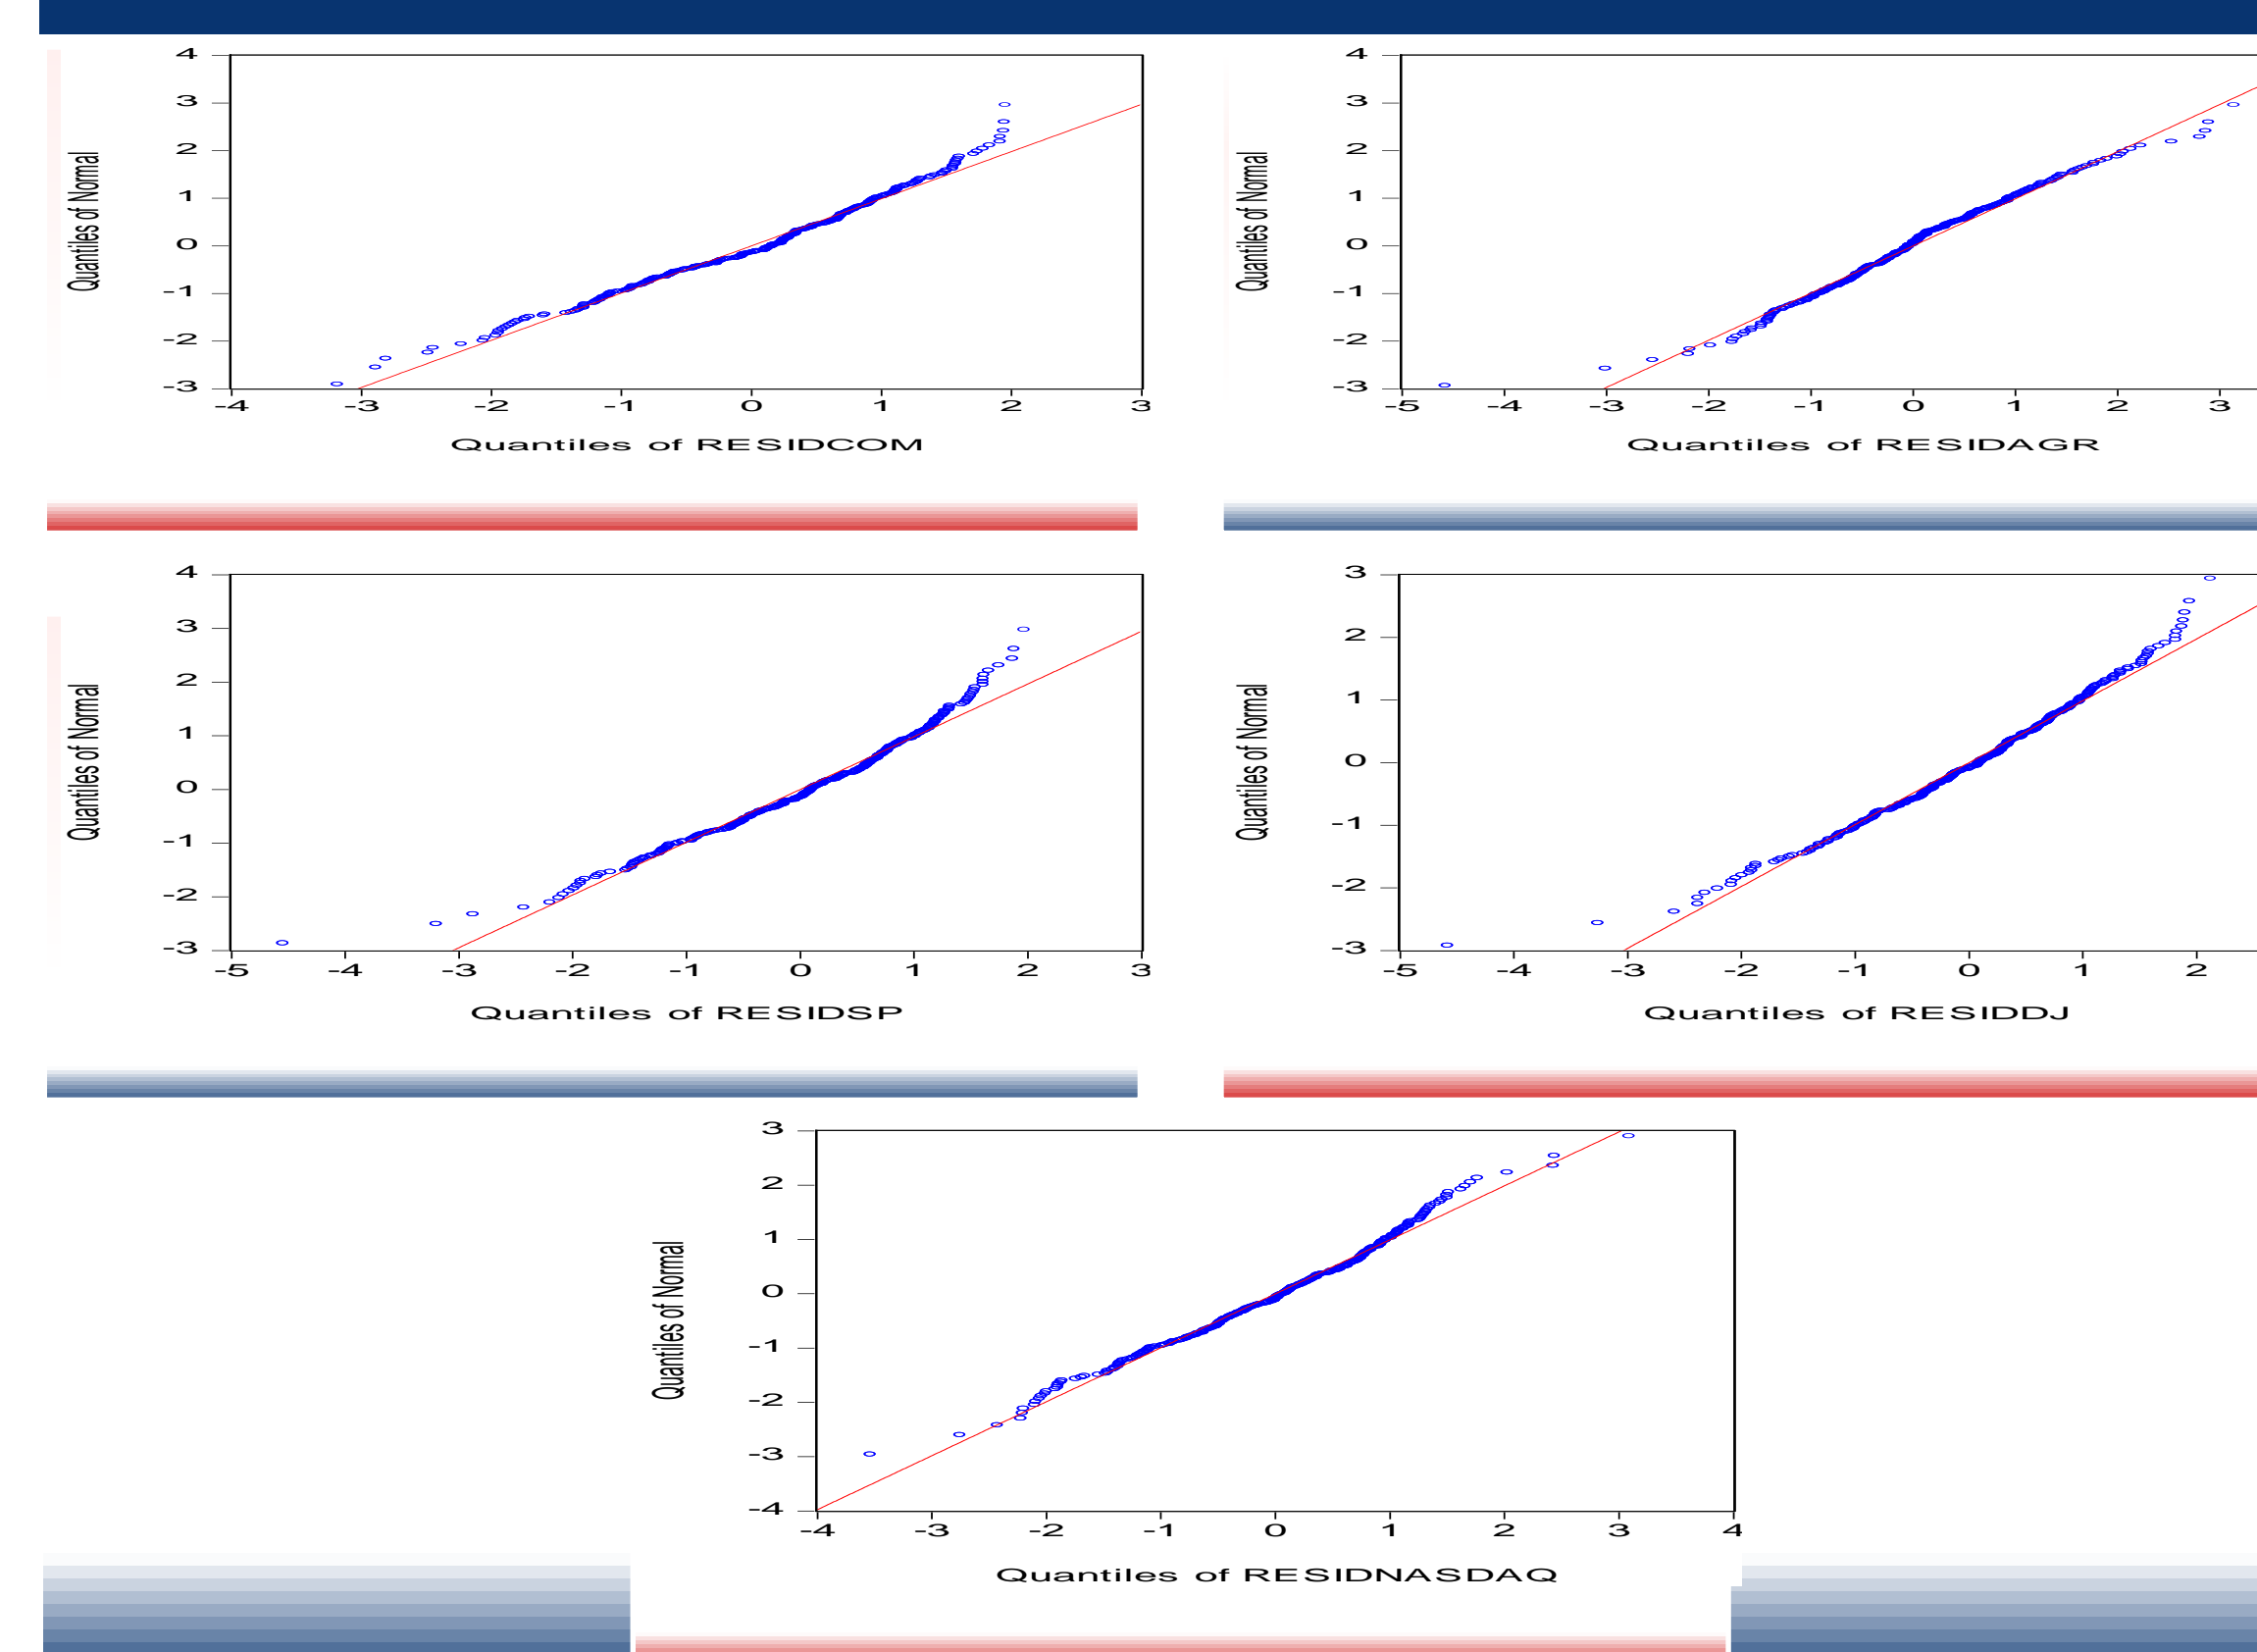 4
3
2
1
0
-1
-2
-3
-4 -3 -2 -1 0 1 2 3
Quantiles of Normal
Quantiles of RESIDCOM
4
3
2
1
0
-1
-2
-3
-5 -4 -3 -2 -1 0 1 2 3
Quantiles of Normal
Quantiles of RESIDAGR
4
3
2
1
0
-1
-2
-3
-5 -4 -3 -2 -1 0 1 2 3
Quantiles of Normal
Quantiles of RESIDSP
3
2
1
0
-1
-2
-3
-5 -4 -3 -2 -1 0 1 2
Quantiles of Normal
Quantiles of RESIDDJ
3
2
1
0
-1
-2
-3
-4
-4 -3 -2 -1 0 1 2 3 4
Quantiles of Normal
Quantiles of RESIDNASDAQ